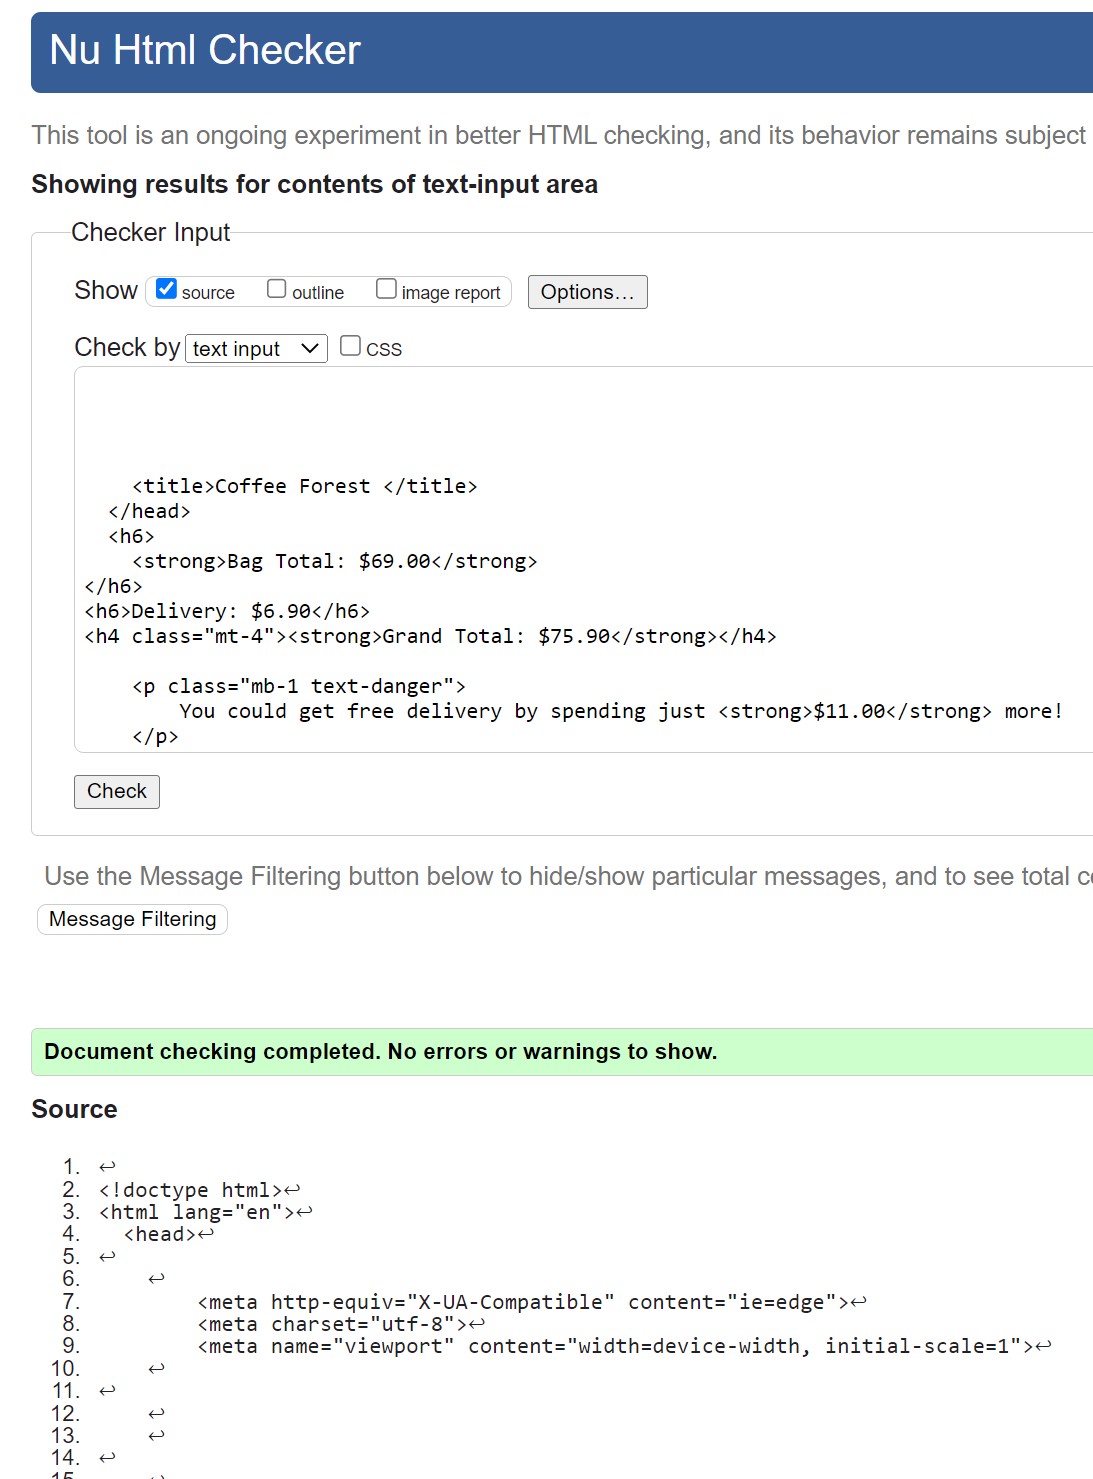 Nu Html Checker
This tool is an ongoing experiment in better HTML checking, and its behavior remains subject
Showing results for contents of text-input area
Checker Input
Show source outline image report Options...
Check by text input CSS
<title>Coffee Forest </title>
</head>
<h6>
<strong>Bag Total: $69.00</strong>
</h6>
<h6>Delivery: $6.90</h6>
<h4 class="mt-4"><strong>Grand Total: $75.90</strong></h4>
<p class="mb-1 text-danger">
You could get free delivery by spending just <strong>$11.00</strong> more!
</p>
Check
Use the Message Filtering button below to hide/show particular messages, and to see total
Message Filtering
Document checking completed. No errors or warnings to show.
Source
1. ↩
2. <!doctype html>↩
3. <html lang="en">↩
4. <head>↩
5. ↩
6. ↩
7. <meta http-equiv="X-UA-Compatible" content="ie=edge">↩
8. <meta charset="utf-8">↩
9. <meta name="viewport" content="width=device-width, initial-scale=1">↩
10. ↩
11. ↩
12. ↩
13. ↩
14. ↩